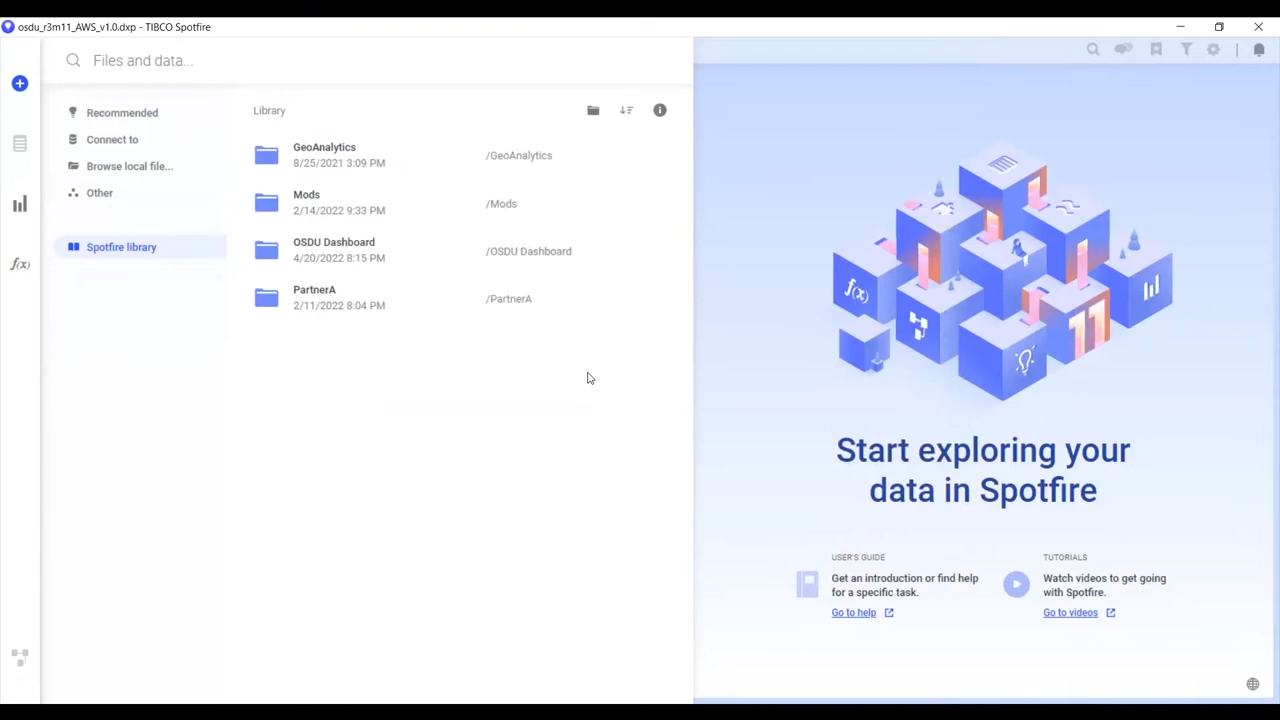 osdu_r3m11_AWS_v1.0.dxp - TIBCO Spotfire
Files and data...
Recommended
Connect to
Browse local file...
Other
Spotfire library
f(x)
Library
GeoAnalytics
8/25/2021 3:09 PM
/GeoAnalytics
Mods
2/14/2022 9:33 PM
/Mods
OSDU Dashboard
4/20/2022 8:15 PM
/OSDU Dashboard
PartnerA
2/11/2022 8:04 PM
/PartnerA
f(x)
11
Start exploring your
data in Spotfire
USER'S GUIDE
Get an introduction or find help
for a specific task.
Go to help
TUTORIALS
Watch videos to get going
with Spotfire.
Go to videos